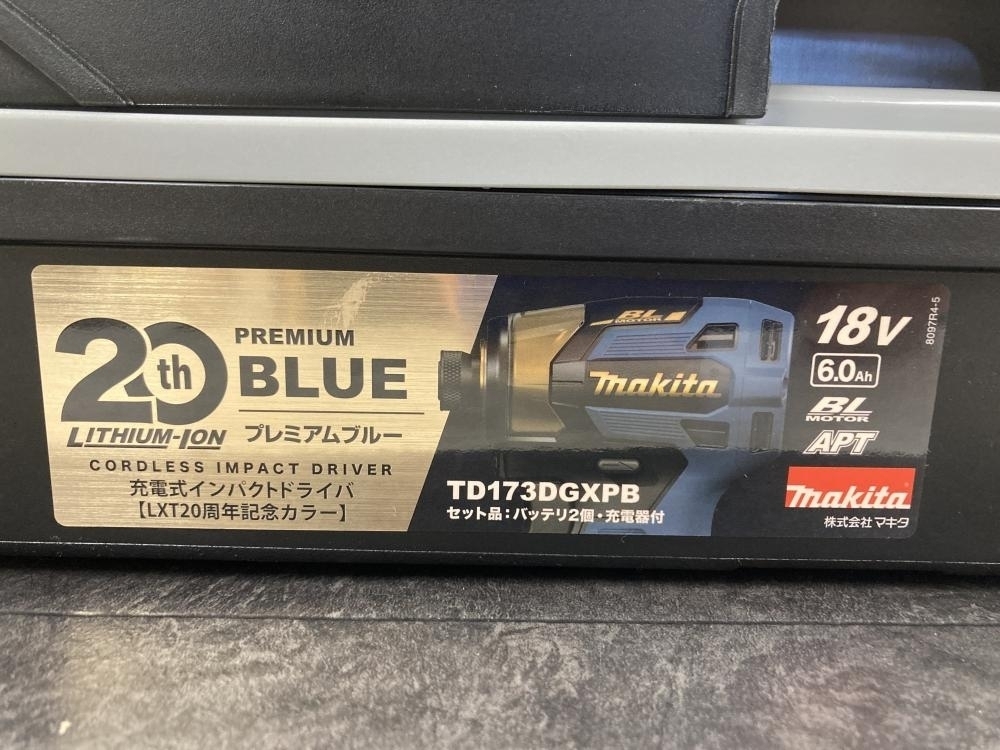 20th
LITHIUM-ION
PREMIUM
BLUE
プレミアムブルー
CORDLESS IMPACT DRIVER
充電式インパクトドライバ
【LXT20周年記念カラー】
BL
MOTOR
makita
TD173DGXPB
セット品:バッテリ2個・充電器付
18V
6.0Ah
BL
MOTOR
APT
makita
株式会社マキタ
8097R4-5